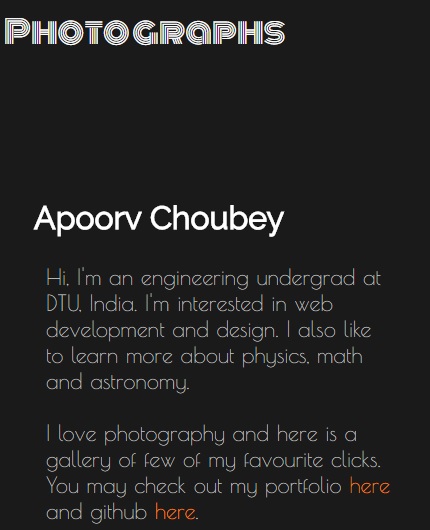 Photographs
Apoorv Choubey
Hi, I'm an engineering undergrad at
DTU, India. I'm interested in web
development and design. I also like
to learn more about physics, math
and astronomy.
I love photography and here is a
gallery of few of my favourite clicks.
You may check out my portfolio here
and github here.